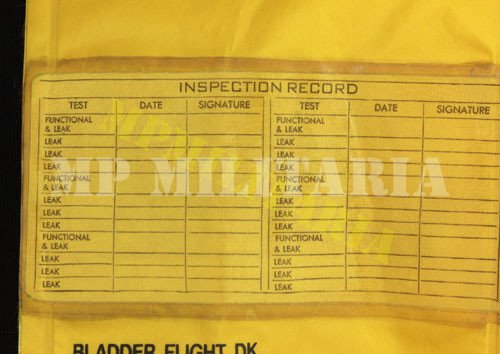 INSPECTION RECORD
TEST DATE SIGNATURE TEST DATE SIGNATURE
FUNCTIONAL FUNCTIONAL
& LEAK & LEAK
LEAK LEAK
LEAK LEAK
LEAK LEAK
FUNCTIONAL FUNCTIONAL
& LEAK & LEAK
MP MILITARIA
MPMILITARIA
LEAK LEAK
LEAK LEAK
LEAK LEAK
FUNCTIONAL FUNCTIONAL
& LEAK & LEAK
LEAK LEAK
LEAK LEAK
LEAK LEAK
BLADDER FLIGHT DK